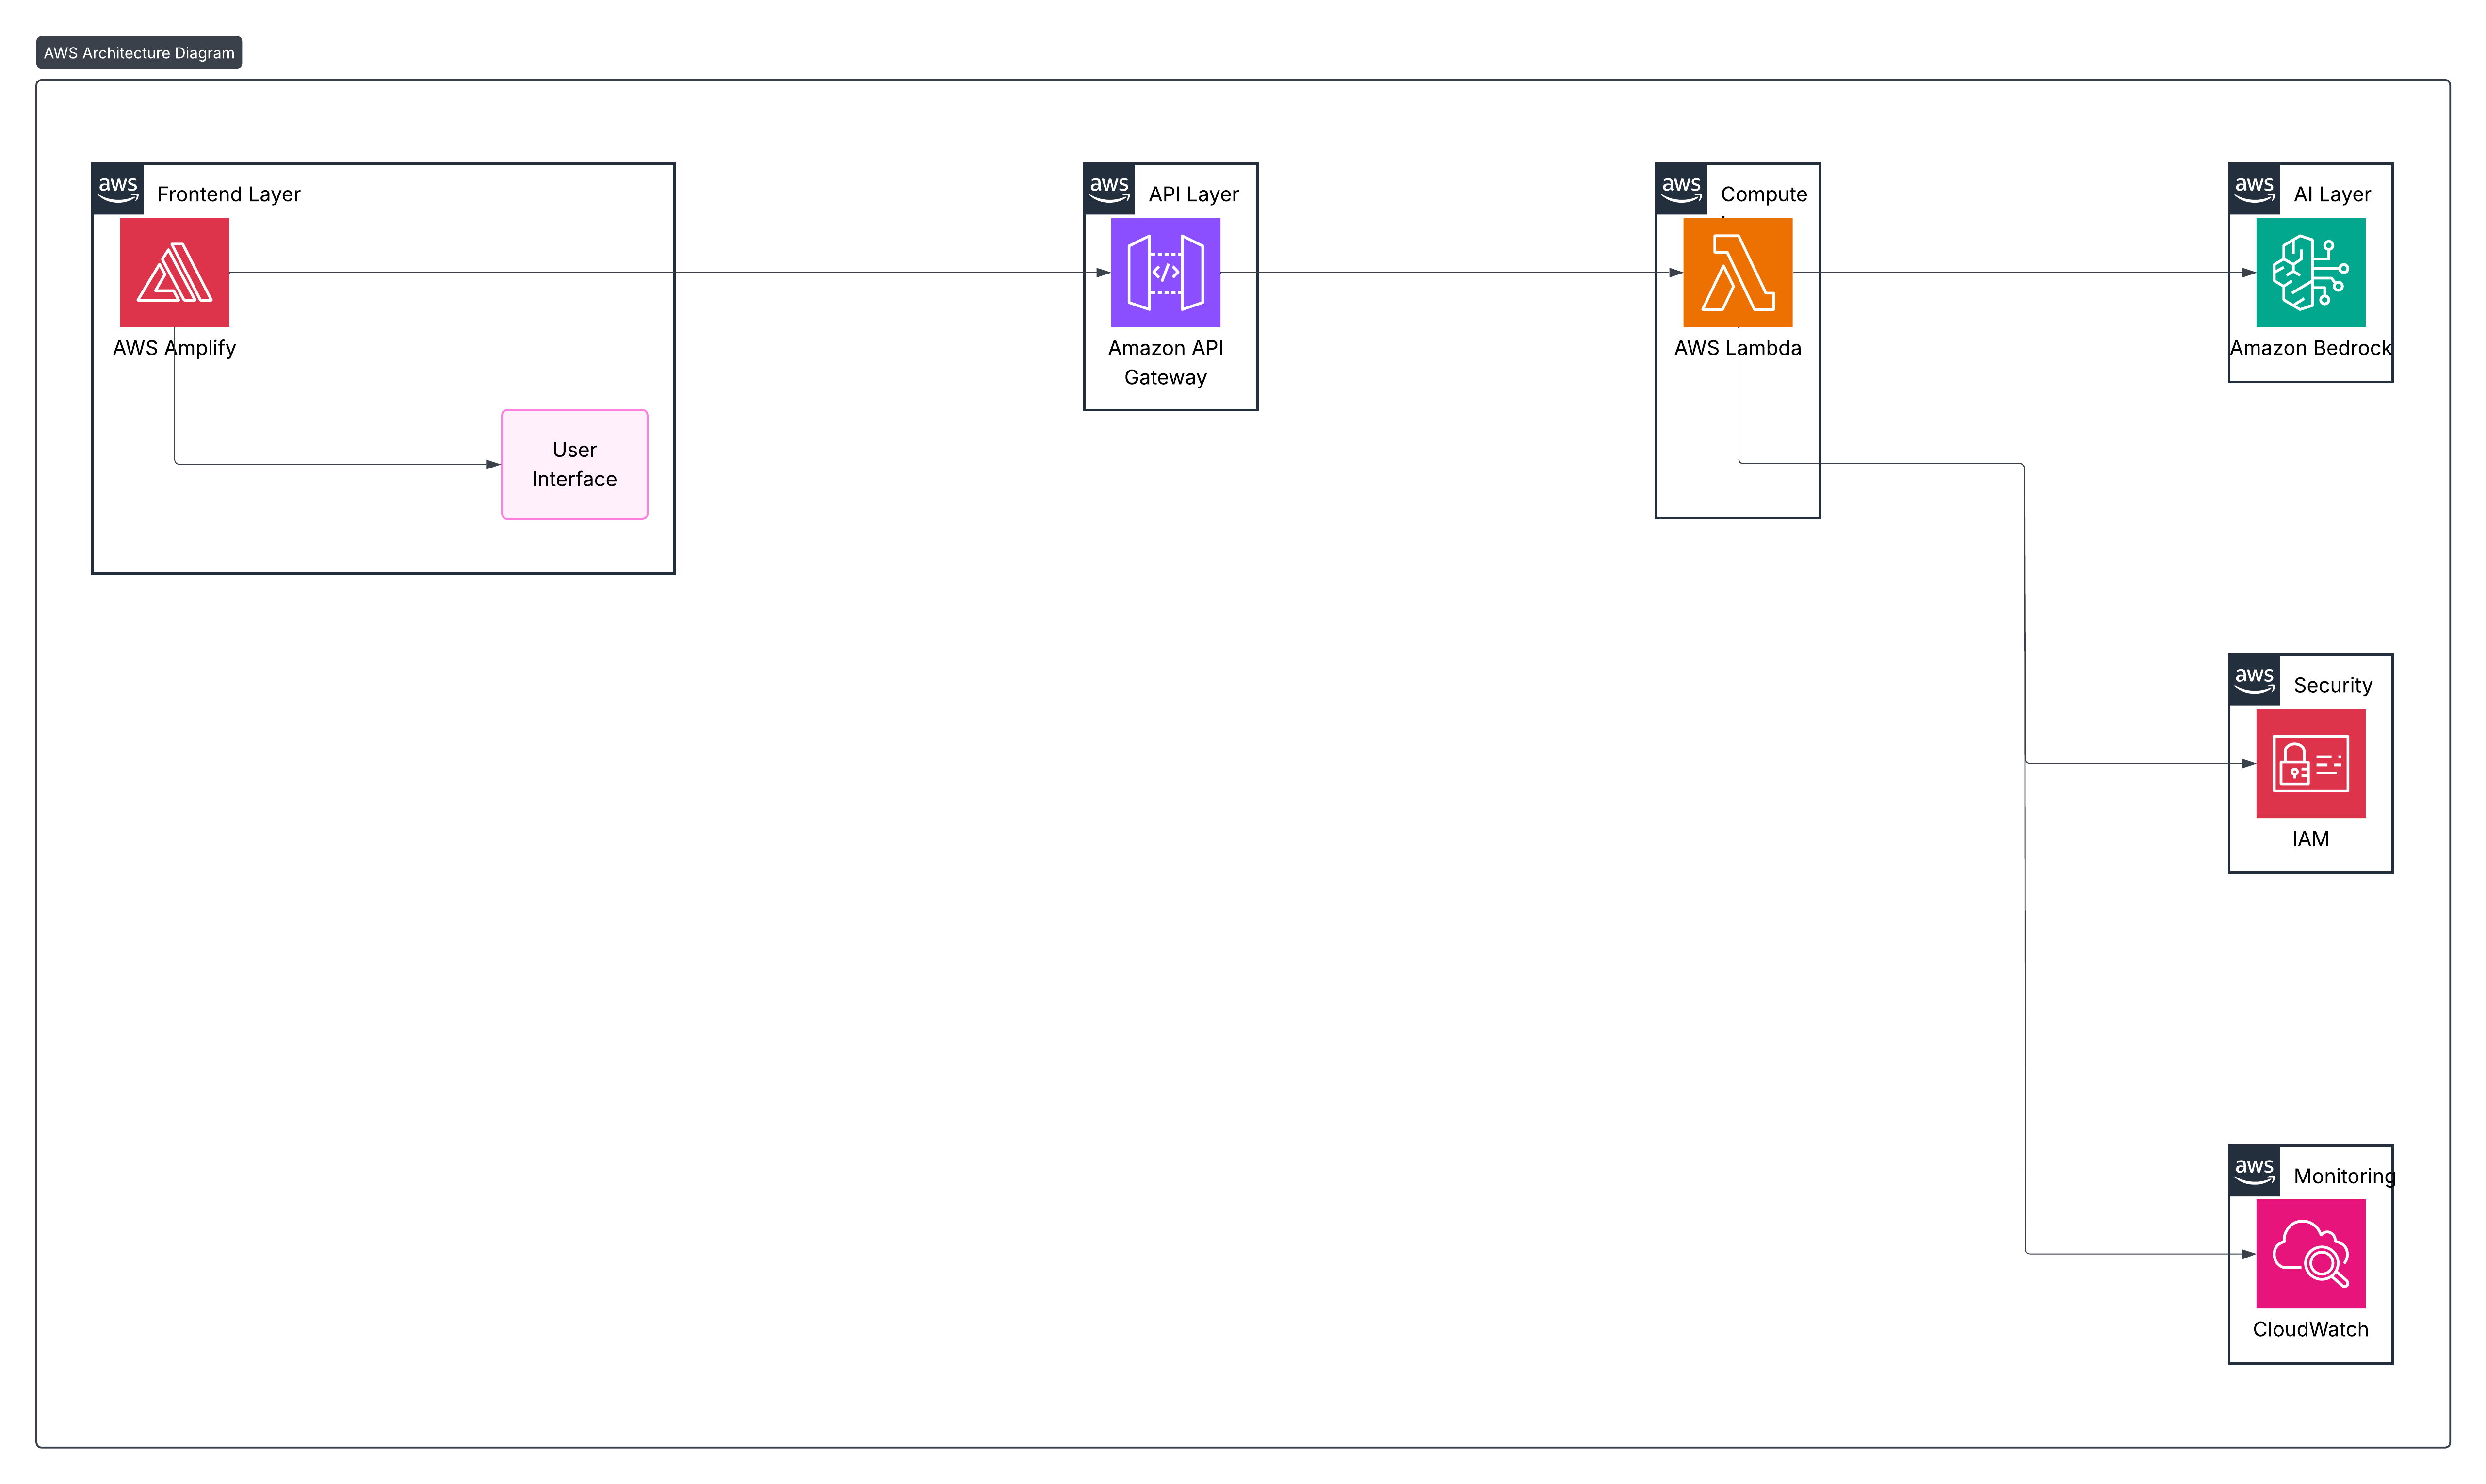 AWS Architecture Diagram
aws
Frontend Layer
AWS Amplify
User
Interface
aws
API Layer
Amazon API
Gateway
aws
Compute
AWS Lambda
aws
AI Layer
Amazon Bedrock
aws
Security
IAM
aws
Monitoring
CloudWatch